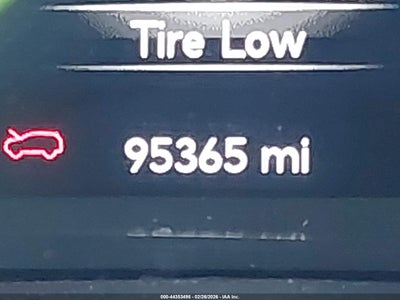 Tire Low
95365 mi
000-44353495 - 02/26/2026 - IAA Inc.